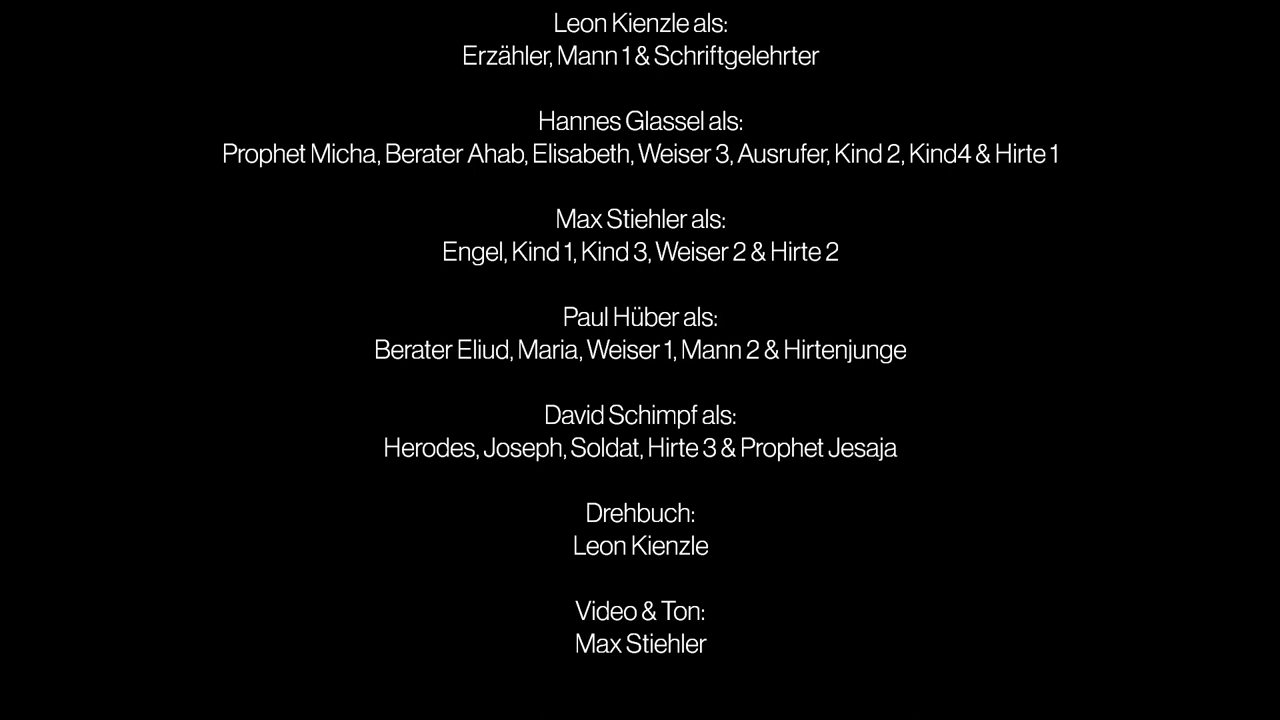 Leon Kienzle als:
Erzähler, Mann 1 & Schriftgelehrter
Hannes Glassel als:
Prophet Micha, Berater Ahab, Elisabeth, Weiser 3, Ausrufer, Kind 2, Kind4 & Hirte 1
Max Stiehler als:
Engel, Kind 1, Kind 3, Weiser 2 & Hirte 2
Paul Hüber als:
Berater Eliud, Maria, Weiser 1, Mann 2 & Hirtenjunge
David Schimpf als:
Herodes, Joseph, Soldat, Hirte 3 & Prophet Jesaja
Drehbuch:
Leon Kienzle
Video & Ton:
Max Stiehler